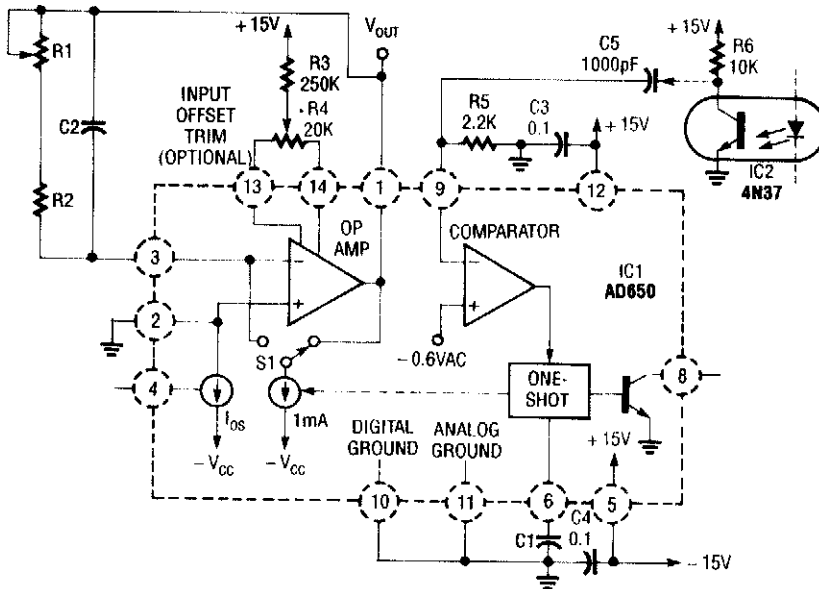 R1
C2
R2
+15V
R3
250K
R4
20K
INPUT
OFFSET
TRIM
(OPTIONAL)
VOUT
C5
1000pF
+15V
R6
10K
R5
2.2K
C3
0.1
+15V
IC2
4N37
13
14
1
9
12
OP
AMP
COMPARATOR
IC1
AD650
3
2
4
S1
-0.6VAC
ONE-
SHOT
8
IOS
1mA
-VCC
-VCC
DIGITAL
GROUND
ANALOG
GROUND
+15V
10
11
6
5
C1
C4
0.1
-15V